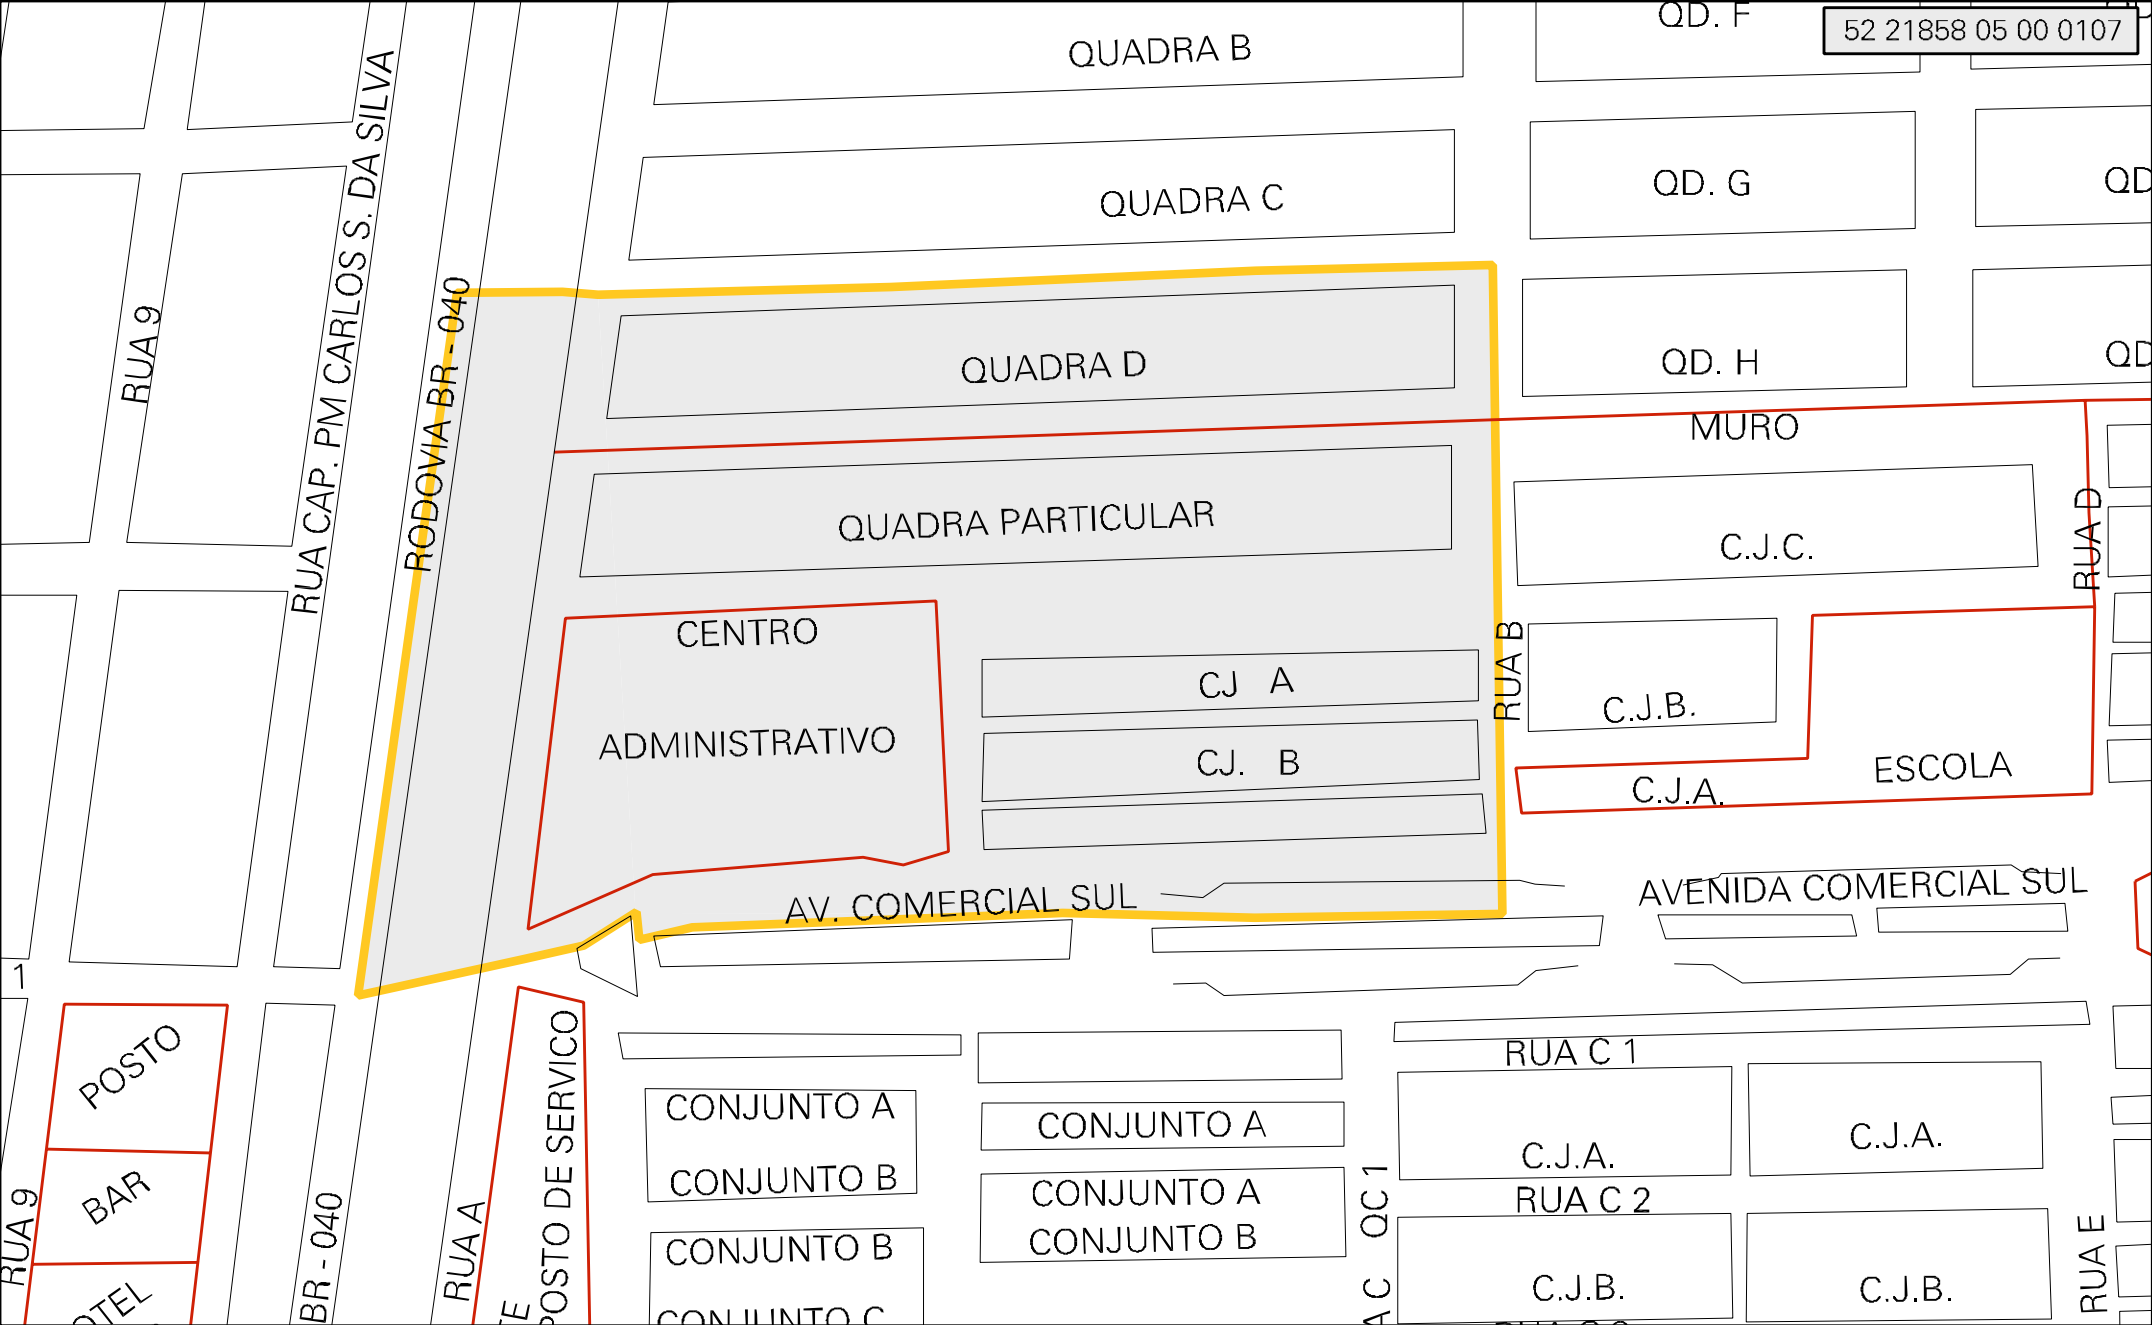 QD. F
52 21858 05 00 0107
QUADRA B
RUA CAP. PM CARLOS S. DA SILVA
QUADRA C
QD. G
QD
RUA 9
RODOVIA BR - 040
QUADRA D
QD. H
QD
MURO
QUADRA PARTICULAR
C.J.C.
RUA D
CENTRO
ADMINISTRATIVO
CJ A
CJ. B
RUA B
C.J.B.
C.J.A.
ESCOLA
AV. COMERCIAL SUL
AVENIDA COMERCIAL SUL
1
POSTO
BAR
RUA 9
OTEL
BR - 040
RUA A
TE
POSTO DE SERVICO
CONJUNTO A
CONJUNTO B
CONJUNTO B
CONJUNTO C
CONJUNTO A
CONJUNTO A
CONJUNTO B
QC 1
A C
RUA C 1
C.J.A.
C.J.A.
RUA C 2
C.J.B.
C.J.B.
RUA E